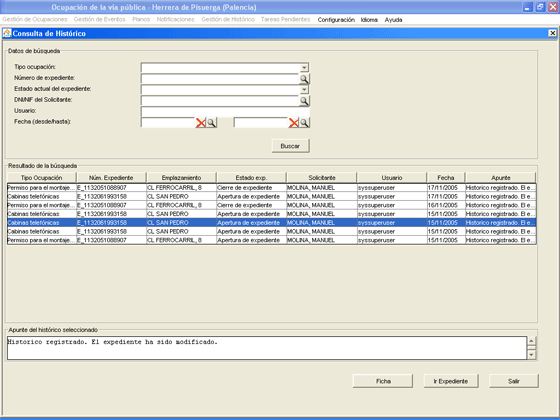 Ocupación de la vía pública - Herrera de Pisuerga (Palencia)
Gestión de Ocupaciones Gestión de Eventos Planos Notificaciones Gestión de Histórico Tareas Pendientes Configuración Idioma Ayuda
Consulta de Histórico
Datos de búsqueda
Tipo ocupación:
Número de expediente:
Estado actual del expediente:
DNI/NIF del Solicitante:
Usuario:
Fecha (desde/hasta):
Buscar
Resultado de la búsqueda
Tipo Ocupación Núm. Expediente Emplazamiento Estado exp. Solicitante Usuario Fecha Apunte
Permiso para el montaje... E_1132051088907 CL FERROCARRIL, 8 Cierre de expediente MOLINA, MANUEL syssuperuser 17/11/2005 Historico registrado. El e...
Cabinas telefónicas E_1132061993158 CL SAN PEDRO Apertura de expediente MOLINA, MANUEL syssuperuser 17/11/2005 Historico registrado. El e...
Permiso para el montaje... E_1132051088907 CL FERROCARRIL, 8 Apertura de expediente MOLINA, MANUEL syssuperuser 16/11/2005 Historico registrado. El e...
Cabinas telefónicas E_1132061993158 CL SAN PEDRO Apertura de expediente MOLINA, MANUEL syssuperuser 15/11/2005 Historico registrado. El e...
Cabinas telefónicas E_1132061993158 CL SAN PEDRO Apertura de expediente MOLINA, MANUEL syssuperuser 15/11/2005 Historico registrado. El e...
Cabinas telefónicas E_1132061993158 CL SAN PEDRO Apertura de expediente MOLINA, MANUEL syssuperuser 15/11/2005 Historico registrado. El e...
Permiso para el montaje... E_1132051088907 CL FERROCARRIL, 8 Apertura de expediente MOLINA, MANUEL syssuperuser 15/11/2005 Historico registrado. El e...
Apunte del histórico seleccionado
Historico registrado. El expediente ha sido modificado.
Ficha Ir Expediente Salir